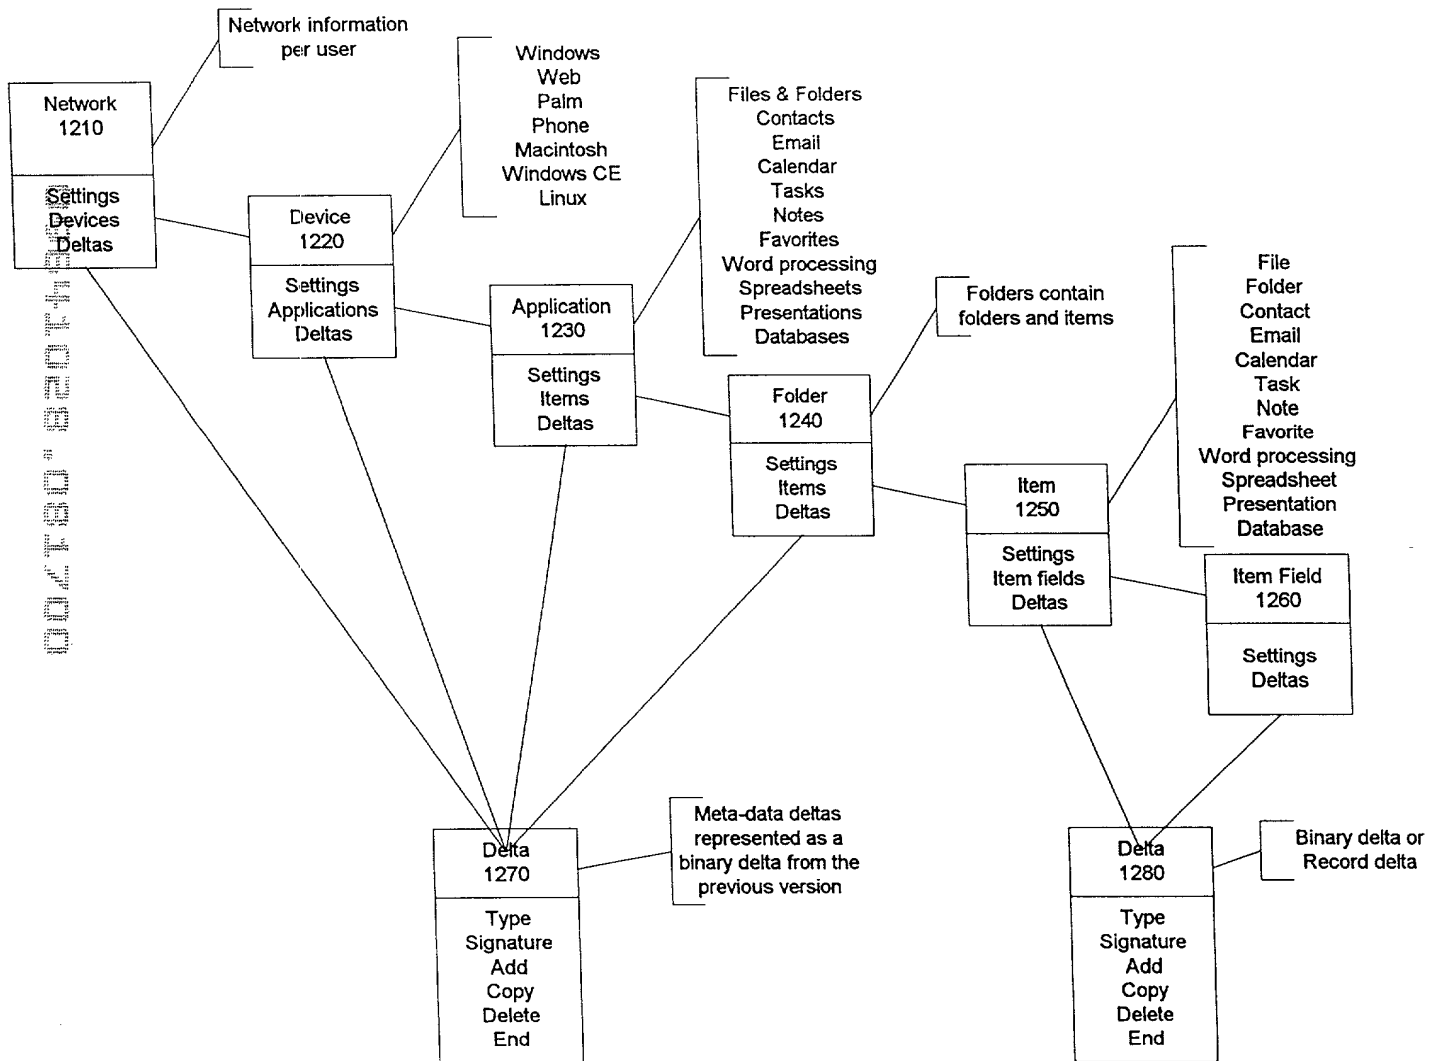 Network information
per user
Network
1210
Settings
Devices
Deltas
Windows
Web
Palm
Phone
Macintosh
Windows CE
Linux
Device
1220
Settings
Applications
Deltas
Files & Folders
Contacts
Email
Calendar
Tasks
Notes
Favorites
Word processing
Spreadsheets
Presentations
Databases
Application
1230
Settings
Items
Deltas
Folders contain
folders and items
Folder
1240
Settings
Items
Deltas
File
Folder
Contact
Email
Calendar
Task
Note
Favorite
Word processing
Spreadsheet
Presentation
Database
Item
1250
Settings
Item fields
Deltas
Item Field
1260
Settings
Deltas
Delta
1270
Type
Signature
Add
Copy
Delete
End
Meta-data deltas
represented as a
binary delta from the
previous version
Delta
1280
Type
Signature
Add
Copy
Delete
End
Binary delta or
Record delta